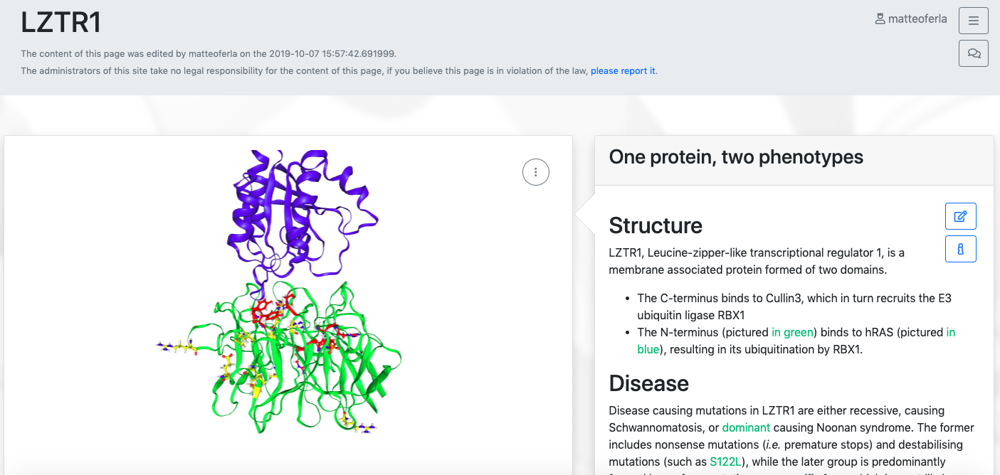 LZTR1
matteoferla
The content of this page was edited by matteoferla on the 2019-10-07 15:57:42.691999.
The administrators of this site take no legal responsibility for the content of this page, if you believe this page is in violation of the law, please report it.
One protein, two phenotypes
Structure
LZTR1, Leucine-zipper-like transcriptional regulator 1, is a
membrane associated protein formed of two domains.
• The C-terminus binds to Cullin3, which in turn recruits the E3
ubiquitin ligase RBX1
• The N-terminus (pictured in green) binds to hRAS (pictured in
blue), resulting in its ubiquitination by RBX1.
Disease
Disease causing mutations in LZTR1 are either recessive, causing
Schwannomatosis, or dominant causing Noonan syndrome. The former
includes nonsense mutations (i.e. premature stops) and destabilising
mutations (such as S122L), while the later group is predominantly